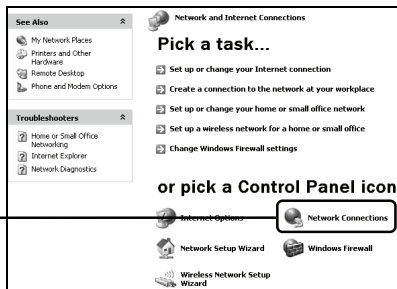 See Also
My Network Places
Printers and Other
Hardware
Remote Desktop
Phone and Modem Options
Troubleshooters
Home or Small Office
Networking
Internet Explorer
Network Diagnostics
Network and Internet Connections
Pick a task...
Set up or change your Internet connection
Create a connection to the network at your workplace
Set up or change your home or small office network
Set up a wireless network for a home or small office
Change Windows Firewall settings
or pick a Control Panel icon
Internet Options
Network Connections
Network Setup Wizard
Windows Firewall
Wireless Network Setup
Wizard